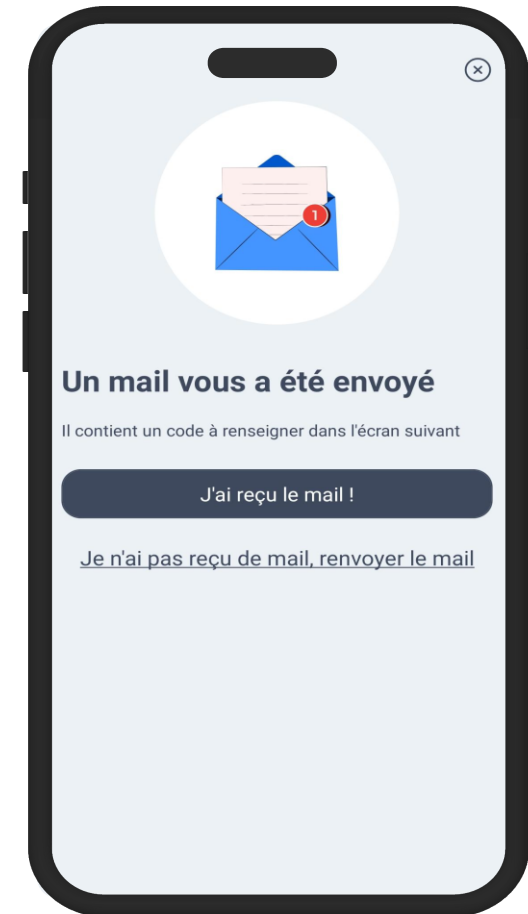 1
Un mail vous a été envoyé
Il contient un code à renseigner dans l'écran suivant
J'ai reçu le mail !
Je n'ai pas reçu de mail, renvoyer le mail